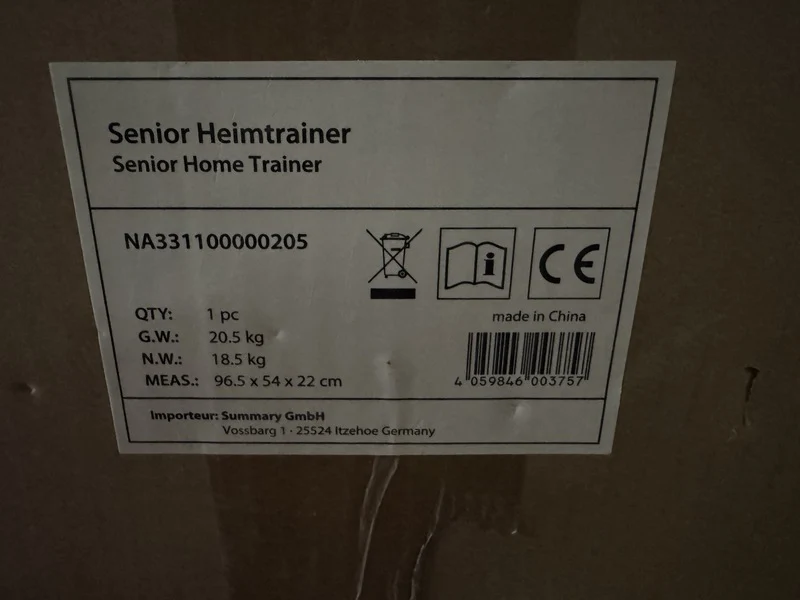 Senior Heimtrainer
Senior Home Trainer
NA331100000205
i
CE
QTY: 1 pc
G.W.: 20.5 kg
N.W.: 18.5 kg
MEAS.: 96.5 x 54 x 22 cm
made in China
4 059846 003757
Importeur: Summary GmbH
Vossbarg 1 · 25524 Itzehoe Germany